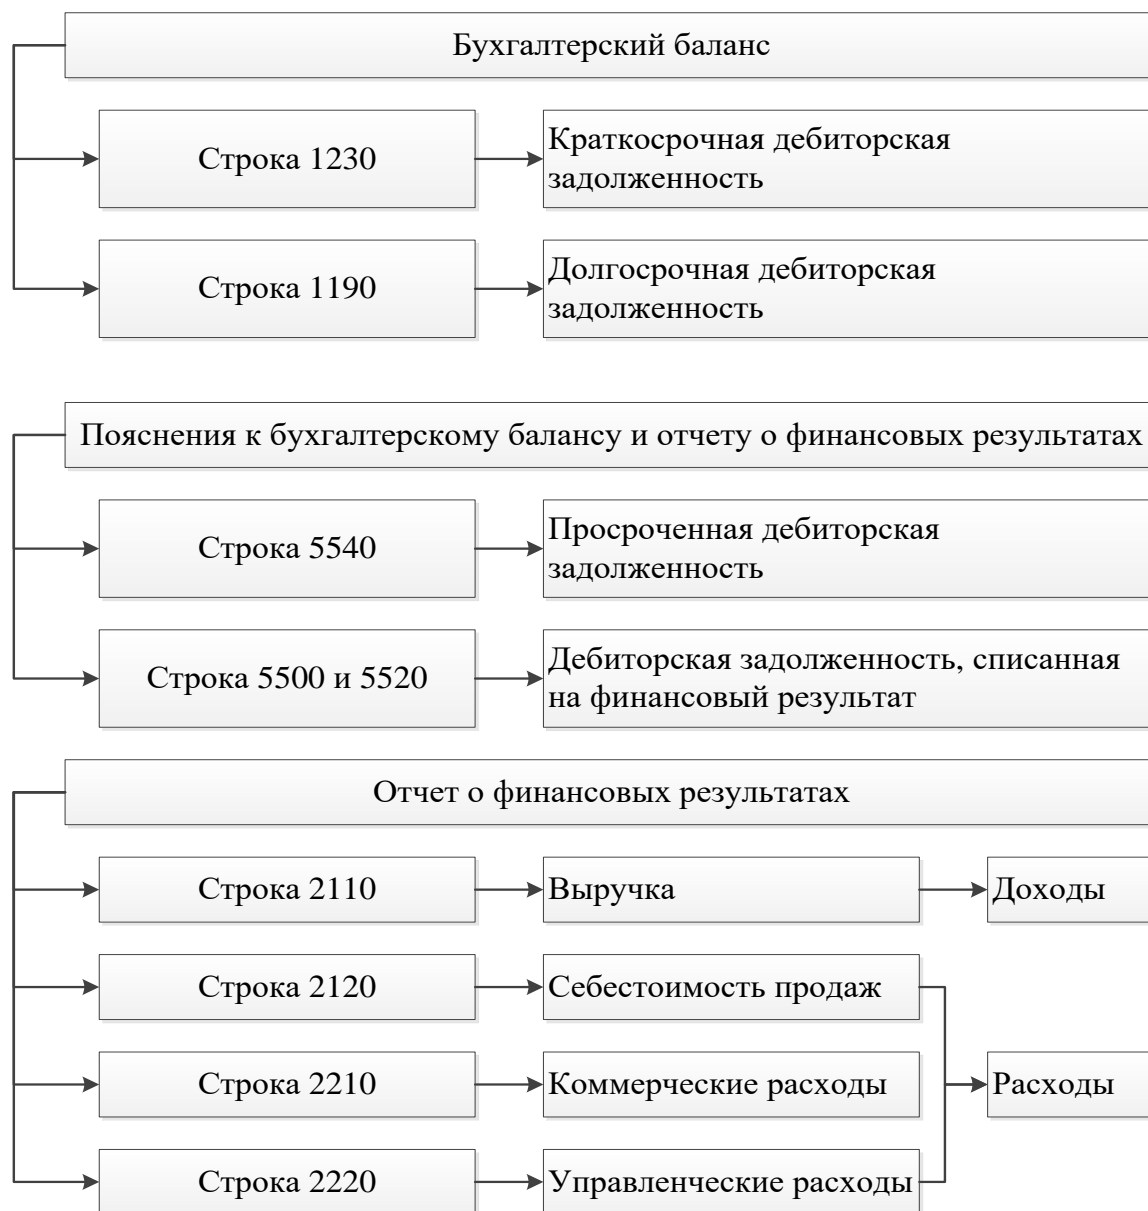 Бухгалтерский баланс
Строка 1230
Краткосрочная дебиторская
задолженность
Строка 1190
Долгосрочная дебиторская
задолженность
Пояснения к бухгалтерскому балансу и отчету о финансовых результатах
Строка 5540
Просроченная дебиторская
задолженность
Строка 5500 и 5520
Дебиторская задолженность, списанная
на финансовый результат
Отчет о финансовых результатах
Строка 2110
Выручка
Доходы
Строка 2120
Себестоимость продаж
Строка 2210
Коммерческие расходы
Расходы
Строка 2220
Управленческие расходы